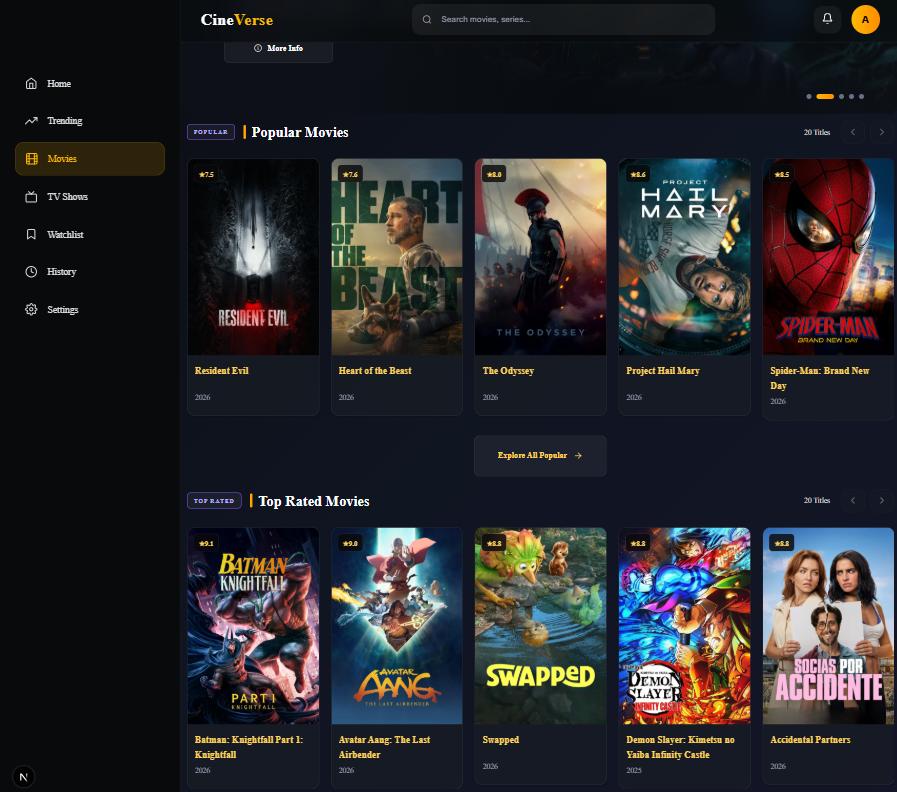 CineVerse
Search movies, series...
A
Home
Trending
Movies
TV Shows
Watchlist
History
Settings
N
More Info
POPULAR
Popular Movies
20 Titles
★7.5
RESIDENT EVIL
Resident Evil
2026
★7.6
HEART
OF
THE
BEAST
Heart of the Beast
2026
★8.0
THE ODYSSEY
The Odyssey
2026
★8.6
PROJECT
HAIL
MARY
Project Hail Mary
2026
★8.5
SPIDER-MAN
BRAND NEW DAY
Spider-Man: Brand New
Day
2026
Explore All Popular →
TOP RATED
Top Rated Movies
20 Titles
★9.1
BATMAN
KNIGHTFALL
PART 1
KNIGHTFALL
Batman: Knightfall Part 1:
Knightfall
2026
★9.0
AVATAR
AANG
THE LAST AIRBENDER
Avatar Aang: The Last
Airbender
2026
★8.8
SWAPPED
Swapped
2026
★8.8
DEMON
SLAYER
INFINITY CASTLE
Demon Slayer: Kimetsu no
Yaiba Infinity Castle
2025
★8.8
SOCIAS POR
ACCIDENTE
Accidental Partners
2026